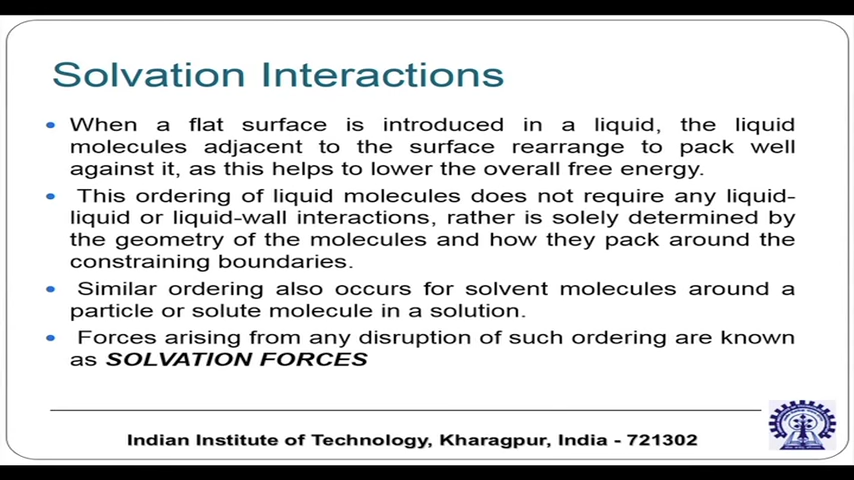 Solvation Interactions
• When a flat surface is introduced in a liquid, the liquid
molecules adjacent to the surface rearrange to pack well
against it, as this helps to lower the overall free energy.
• This ordering of liquid molecules does not require any liquid-
liquid or liquid-wall interactions, rather is solely determined by
the geometry of the molecules and how they pack around the
constraining boundaries.
• Similar ordering also occurs for solvent molecules around a
particle or solute molecule in a solution.
• Forces arising from any disruption of such ordering are known
as SOLVATION FORCES
Indian Institute of Technology, Kharagpur, India - 721302